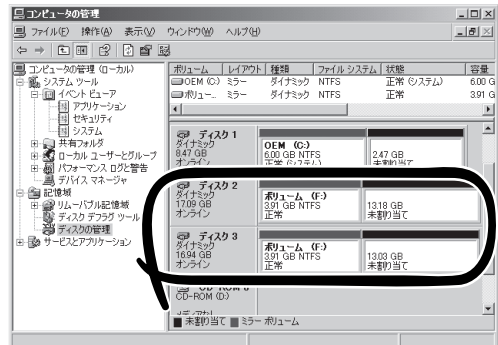 コンピュータの管理
ファイル(F) 操作(A) 表示(V) ウィンドウ(W) ヘルプ(H)
コンピュータの管理 (ローカル)
システム ツール
イベント ビューア
アプリケーション
セキュリティ
システム
共有フォルダ
ローカル ユーザーとグループ
パフォーマンス ログと警告
デバイス マネージャ
記憶域
リムーバブル記憶域
ディスク デフラグ ツール
ディスクの管理
サービスとアプリケーション
ボリューム レイアウト 種類 ファイル システム 状態 容量
OEM (C:) ミラー ダイナミック NTFS 正常 (システム) 6.00 G
ボリュー... ミラー ダイナミック NTFS 正常 3.91 G
ディスク 1
ダイナミック
8.47 GB
オンライン
OEM (C:)
6.00 GB NTFS
正常 (システム)
2.47 GB
未割り当て
ディスク 2
ダイナミック
17.09 GB
オンライン
ボリューム (F:)
3.91 GB NTFS
正常
13.18 GB
未割り当て
ディスク 3
ダイナミック
16.94 GB
オンライン
ボリューム (F:)
3.91 GB NTFS
正常
13.03 GB
未割り当て
CD-ROM (D:)
未割り当て ミラー ボリューム